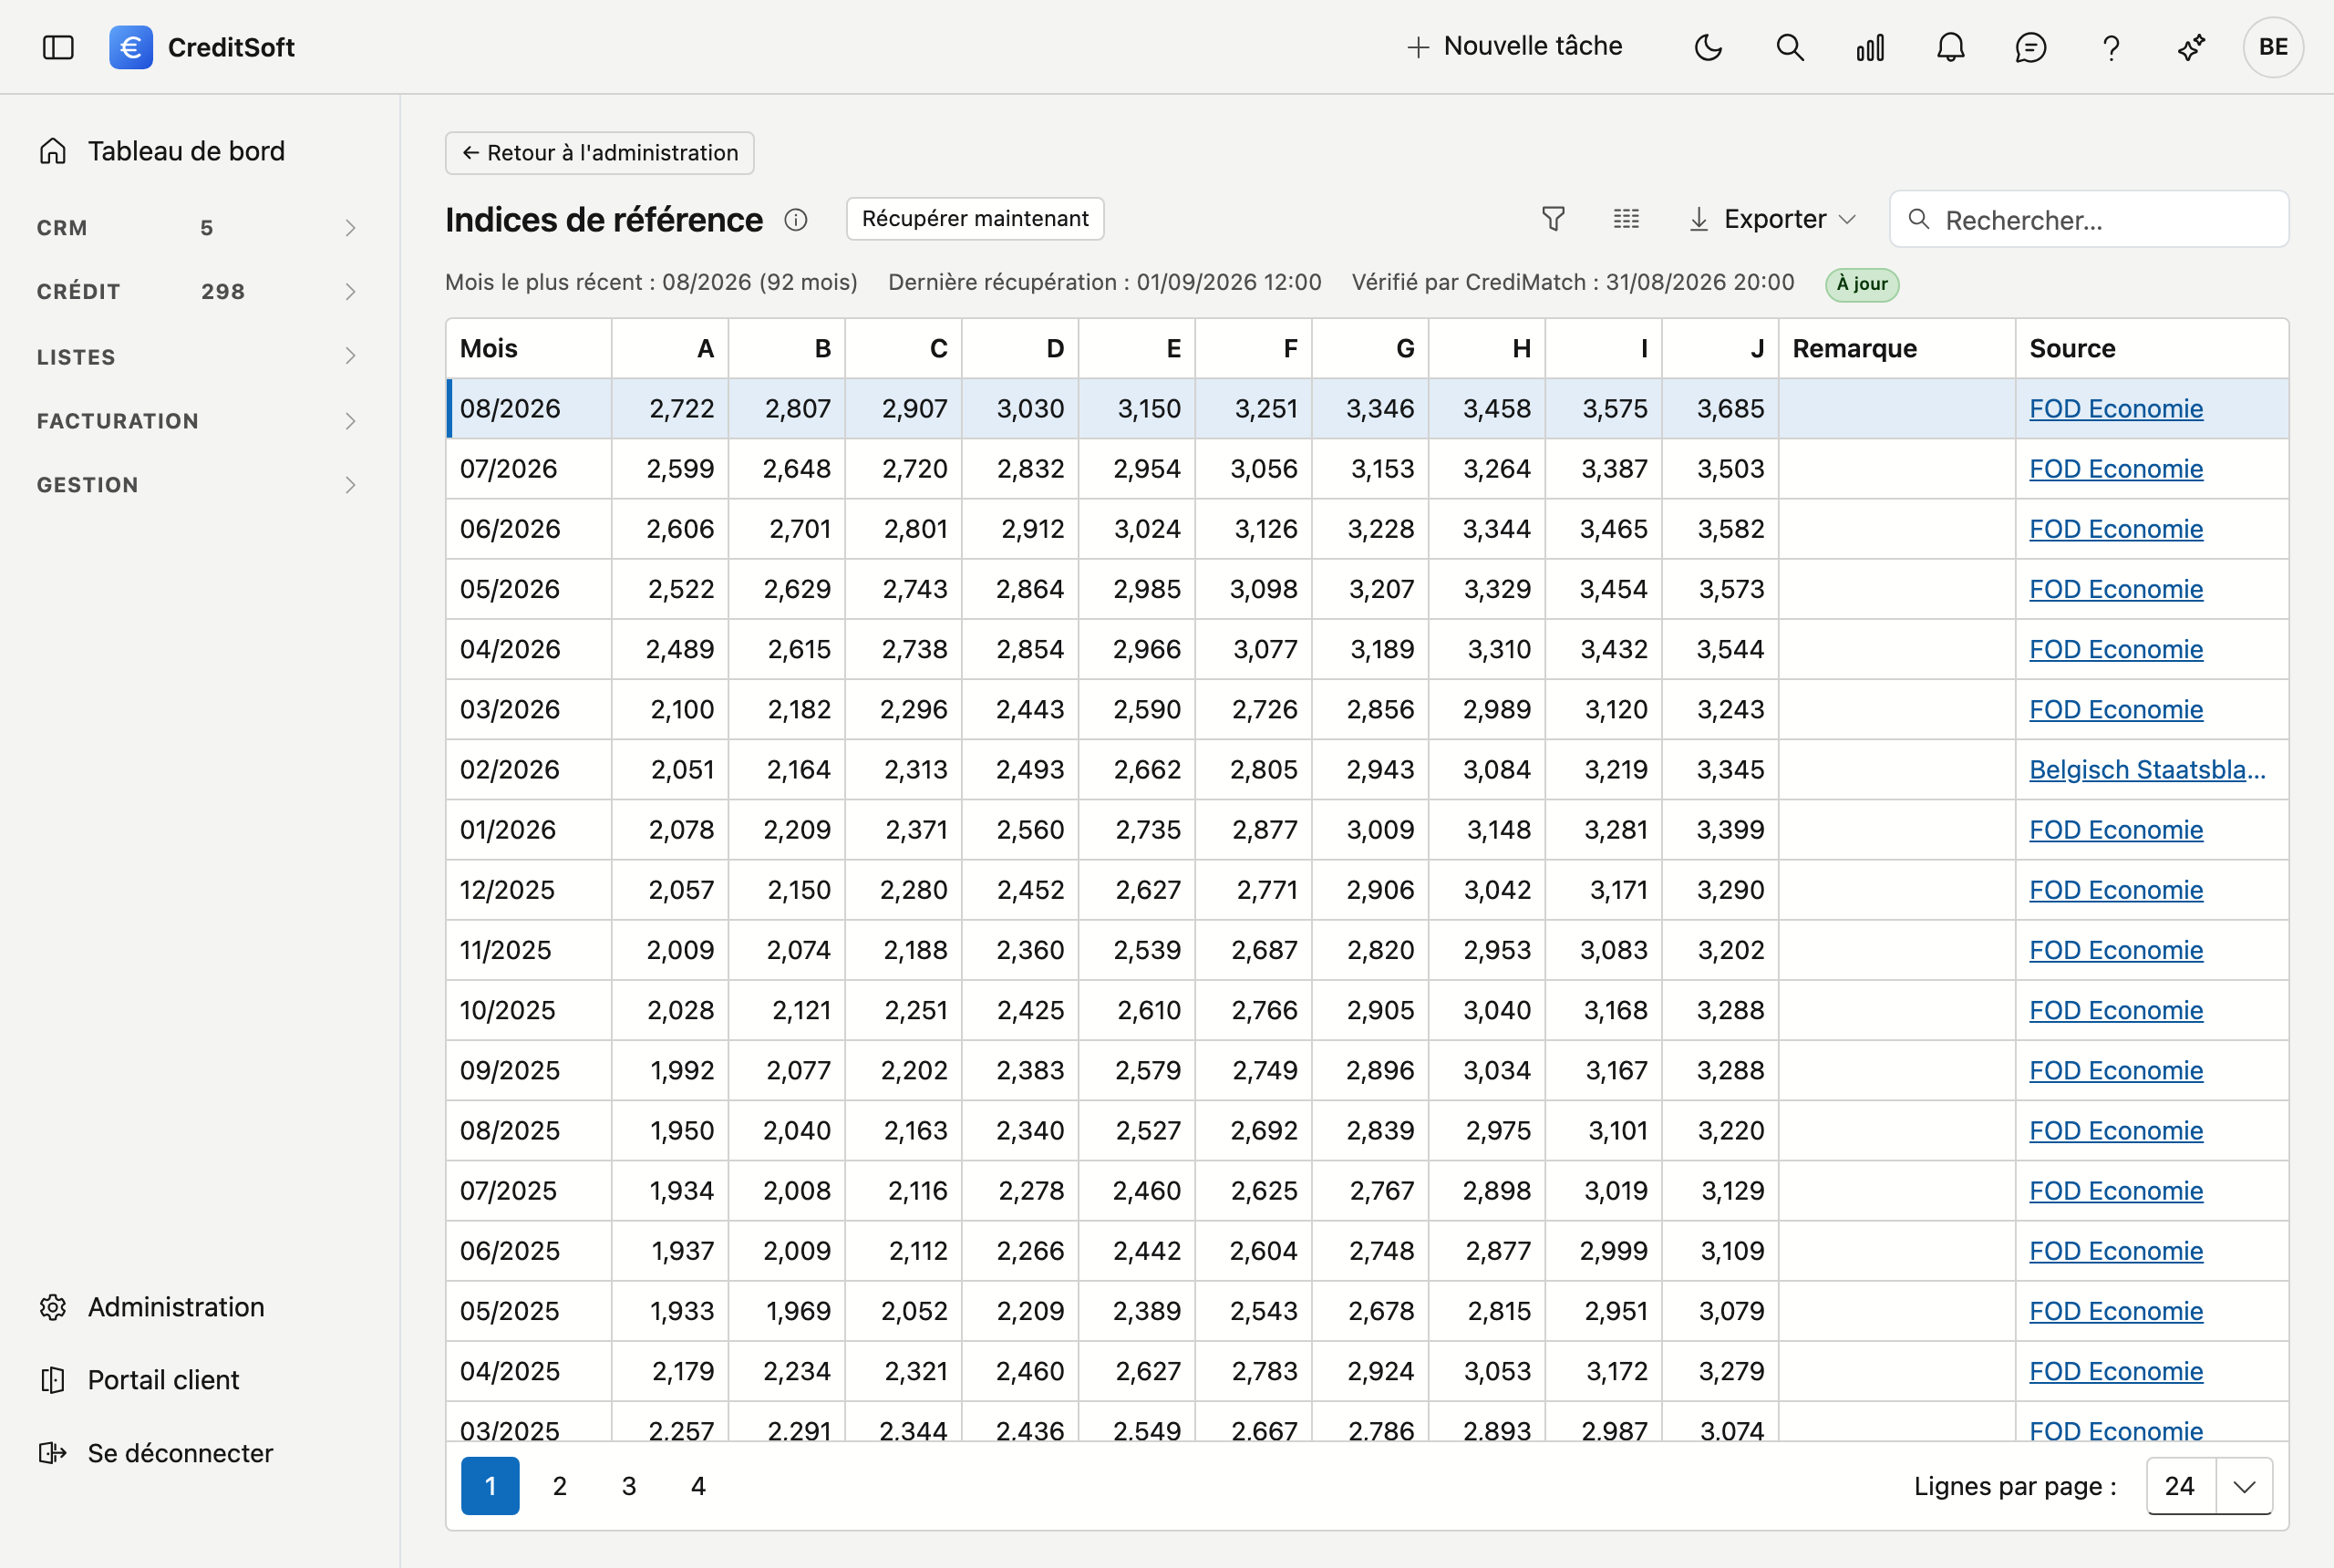 CreditSoft
Nouvelle tâche
BE
Tableau de bord
CRM 5
CRÉDIT 298
LISTES
FACTURATION
GESTION
Administration
Portail client
Se déconnecter
← Retour à l'administration
Indices de référence
Récupérer maintenant
Exporter
Rechercher...
Mois le plus récent : 08/2026 (92 mois) Dernière récupération : 01/09/2026 12:00 Vérifié par CrediMatch : 31/08/2026 20:00 À jour
Mois A B C D E F G H I J Remarque Source
08/2026 2,722 2,807 2,907 3,030 3,150 3,251 3,346 3,458 3,575 3,685 FOD Economie
07/2026 2,599 2,648 2,720 2,832 2,954 3,056 3,153 3,264 3,387 3,503 FOD Economie
06/2026 2,606 2,701 2,801 2,912 3,024 3,126 3,228 3,344 3,465 3,582 FOD Economie
05/2026 2,522 2,629 2,743 2,864 2,985 3,098 3,207 3,329 3,454 3,573 FOD Economie
04/2026 2,489 2,615 2,738 2,854 2,966 3,077 3,189 3,310 3,432 3,544 FOD Economie
03/2026 2,100 2,182 2,296 2,443 2,590 2,726 2,856 2,989 3,120 3,243 FOD Economie
02/2026 2,051 2,164 2,313 2,493 2,662 2,805 2,943 3,084 3,219 3,345 Belgisch Staatsbla...
01/2026 2,078 2,209 2,371 2,560 2,735 2,877 3,009 3,148 3,281 3,399 FOD Economie
12/2025 2,057 2,150 2,280 2,452 2,627 2,771 2,906 3,042 3,171 3,290 FOD Economie
11/2025 2,009 2,074 2,188 2,360 2,539 2,687 2,820 2,953 3,083 3,202 FOD Economie
10/2025 2,028 2,121 2,251 2,425 2,610 2,766 2,905 3,040 3,168 3,288 FOD Economie
09/2025 1,992 2,077 2,202 2,383 2,579 2,749 2,896 3,034 3,167 3,288 FOD Economie
08/2025 1,950 2,040 2,163 2,340 2,527 2,692 2,839 2,975 3,101 3,220 FOD Economie
07/2025 1,934 2,008 2,116 2,278 2,460 2,625 2,767 2,898 3,019 3,129 FOD Economie
06/2025 1,937 2,009 2,112 2,266 2,442 2,604 2,748 2,877 2,999 3,109 FOD Economie
05/2025 1,933 1,969 2,052 2,209 2,389 2,543 2,678 2,815 2,951 3,079 FOD Economie
04/2025 2,179 2,234 2,321 2,460 2,627 2,783 2,924 3,053 3,172 3,279 FOD Economie
03/2025 2,257 2,291 2,344 2,436 2,549 2,667 2,786 2,893 2,987 3,074 FOD Economie
1 2 3 4
Lignes par page : 24